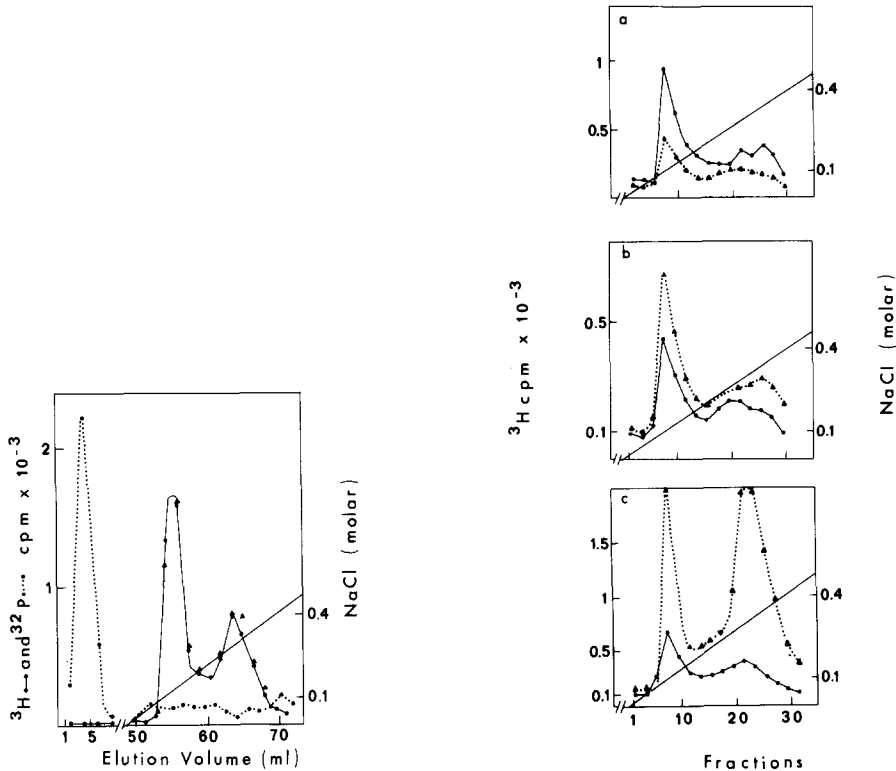 a
1
0.5
0.4
0.1
b
0.5
0.1
0.4
0.1
³H cpm x 10⁻³
NaCl (molar)
c
1.5
1
0.5
0.1
0.4
0.1
1 10 20 30
Fractions
2
1
³H •─• and ³²P •····• cpm x 10⁻³
0.4
0.1
NaCl (molar)
1 5 50 60 70
Elution Volume (ml)